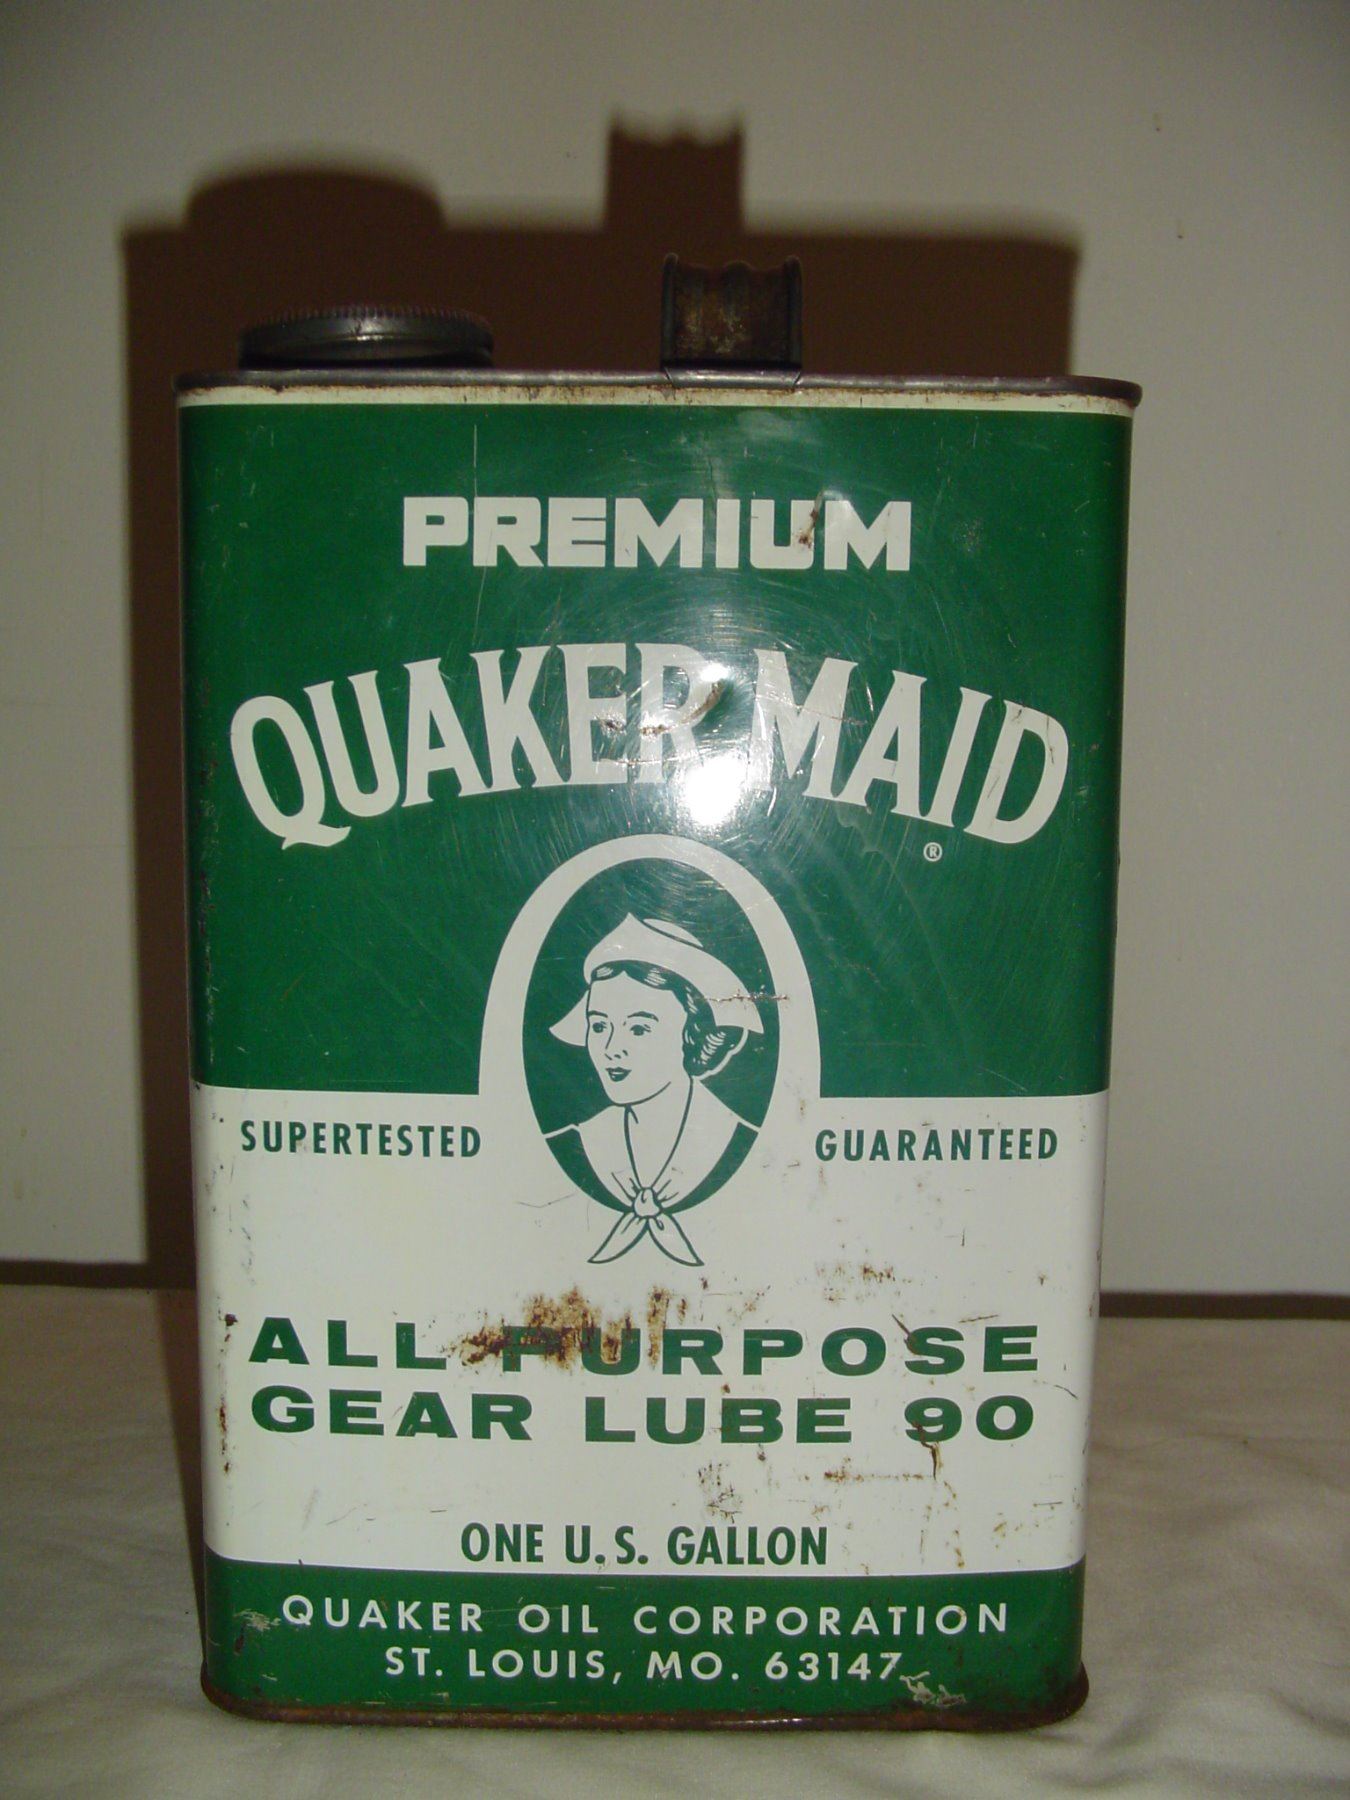 PREMIUM
QUAKER MAID
®
SUPERTESTED GUARANTEED
ALL PURPOSE
GEAR LUBE 90
ONE U.S. GALLON
QUAKER OIL CORPORATION
ST. LOUIS, MO. 63147